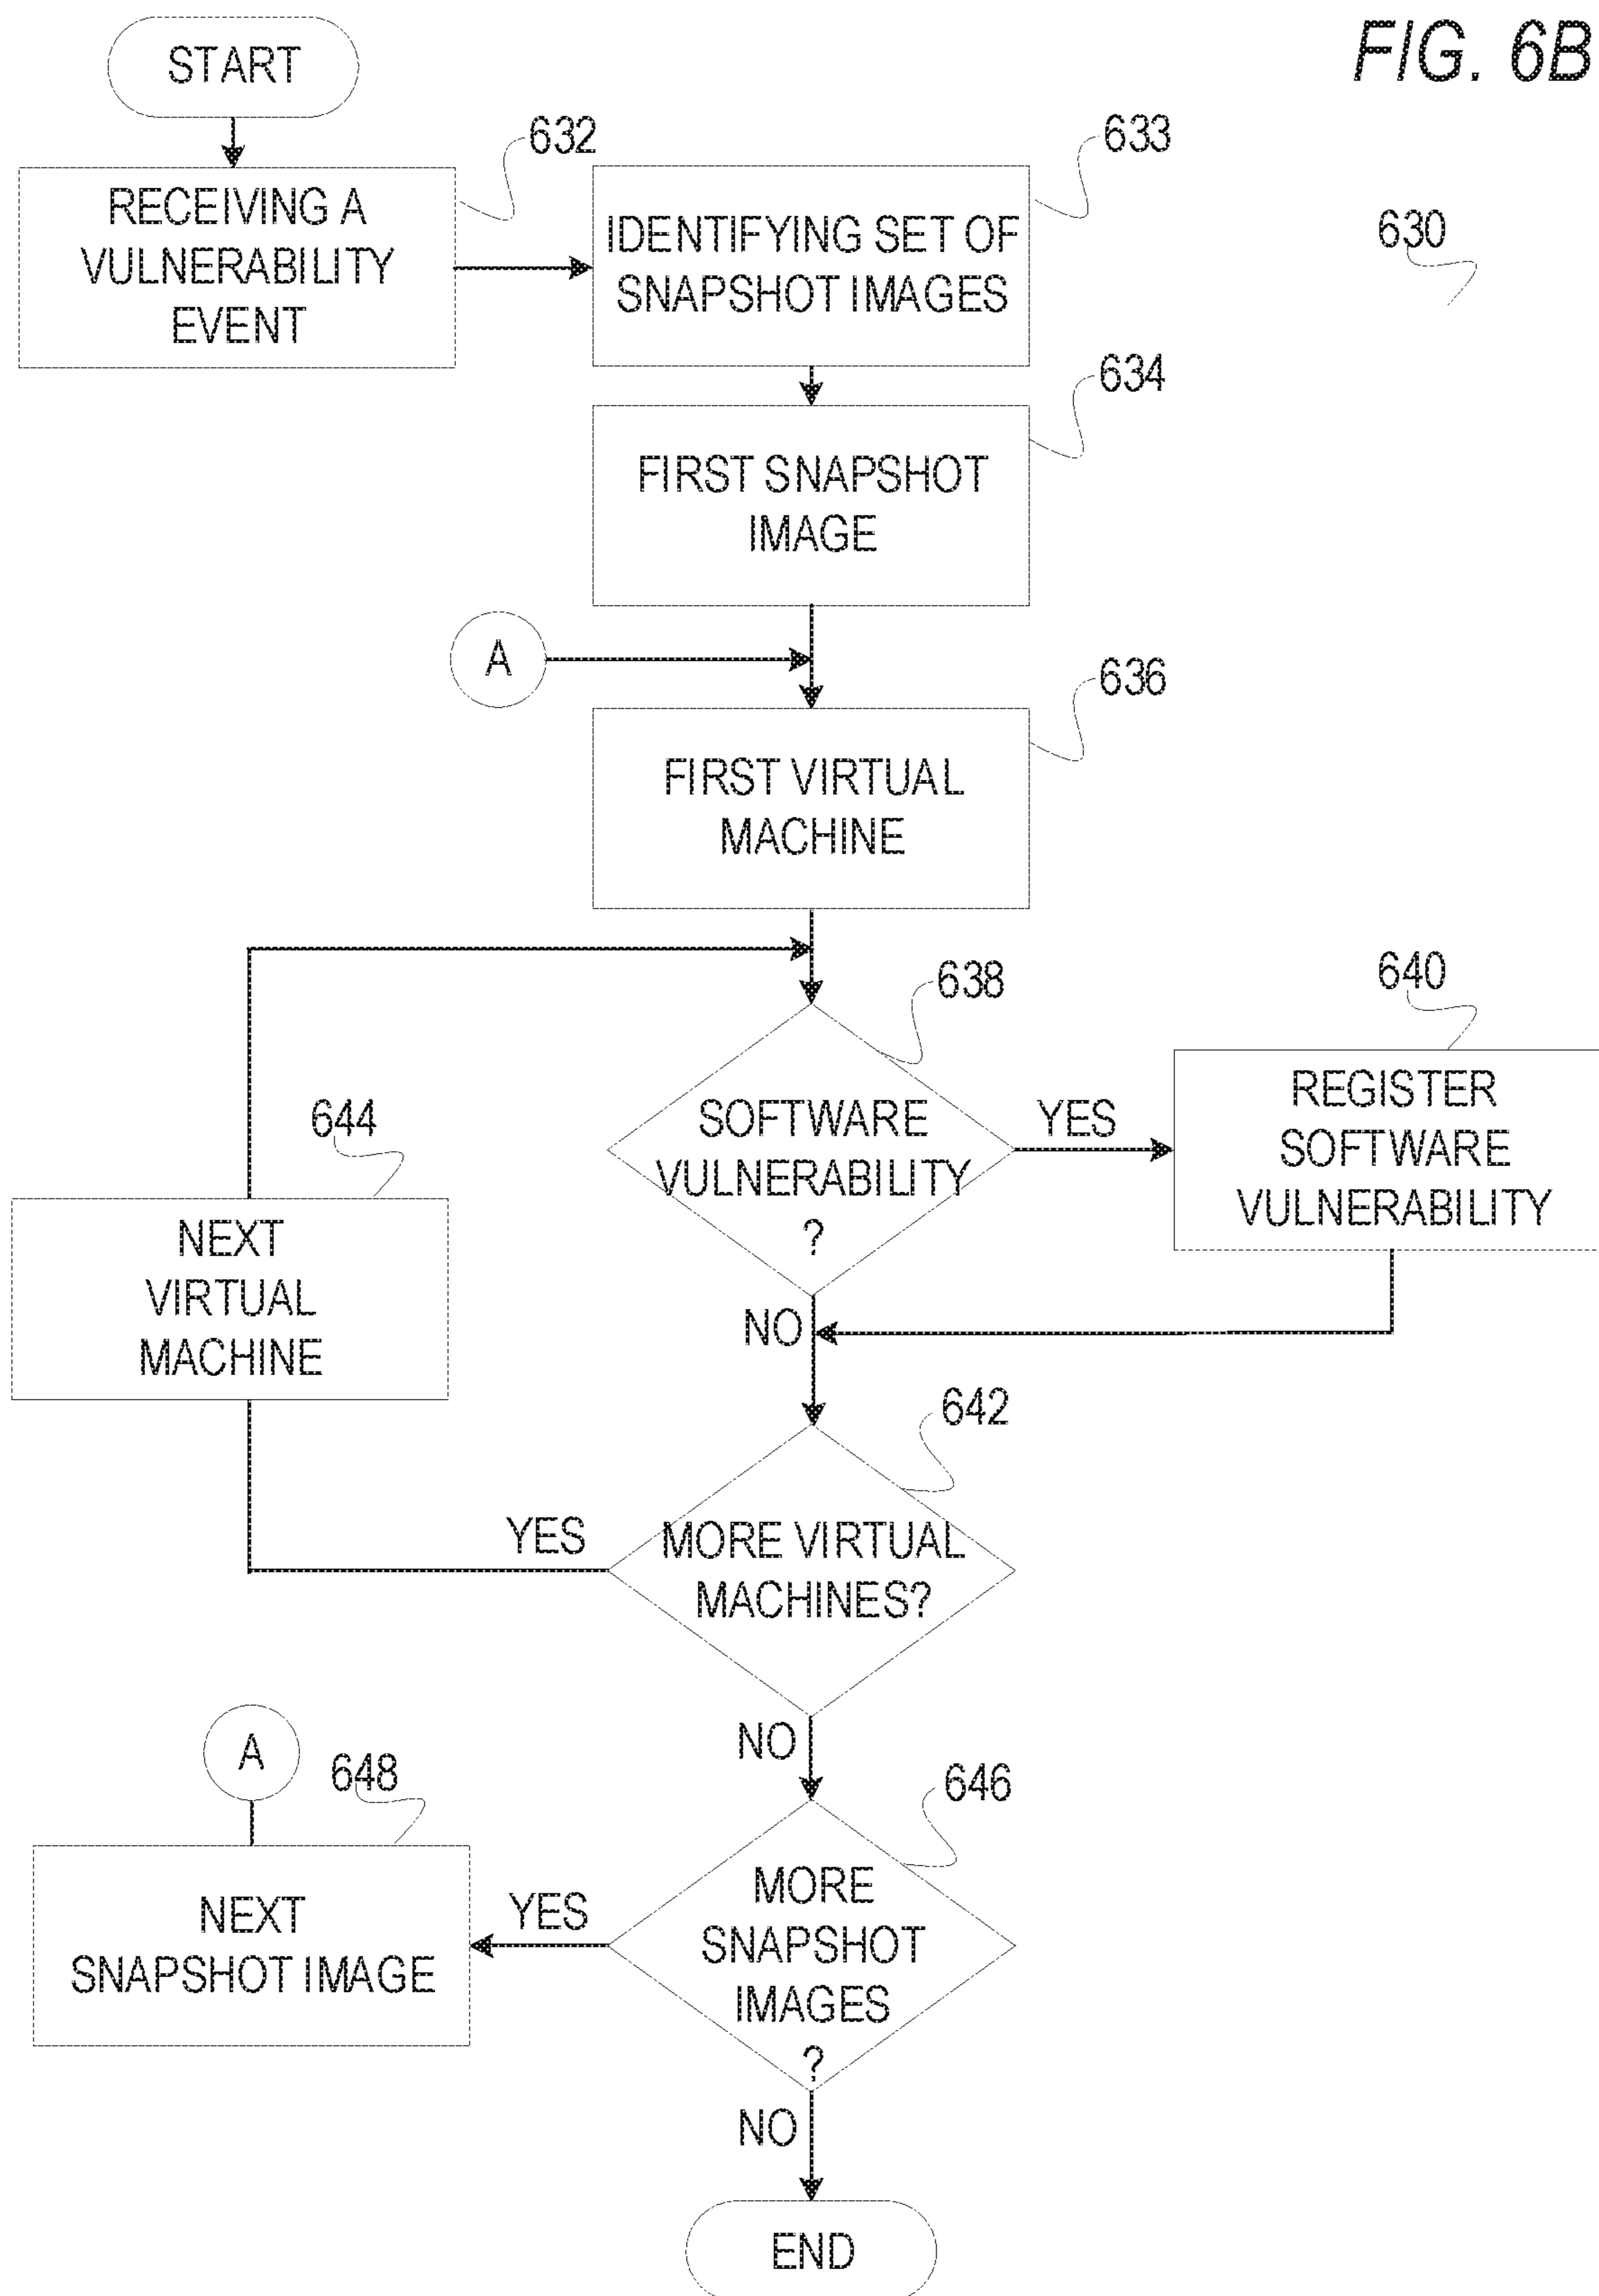 FIG. 6B
START
632
633
RECEIVING A
VULNERABILITY
EVENT
IDENTIFYING SET OF
SNAPSHOT IMAGES
630
634
FIRST SNAPSHOT
IMAGE
A
636
FIRST VIRTUAL
MACHINE
638
640
SOFTWARE
VULNERABILITY
?
YES
REGISTER
SOFTWARE
VULNERABILITY
644
NEXT
VIRTUAL
MACHINE
NO
642
YES
MORE VIRTUAL
MACHINES?
NO
A
648
646
NEXT
SNAPSHOT IMAGE
YES
MORE
SNAPSHOT
IMAGES
?
NO
END